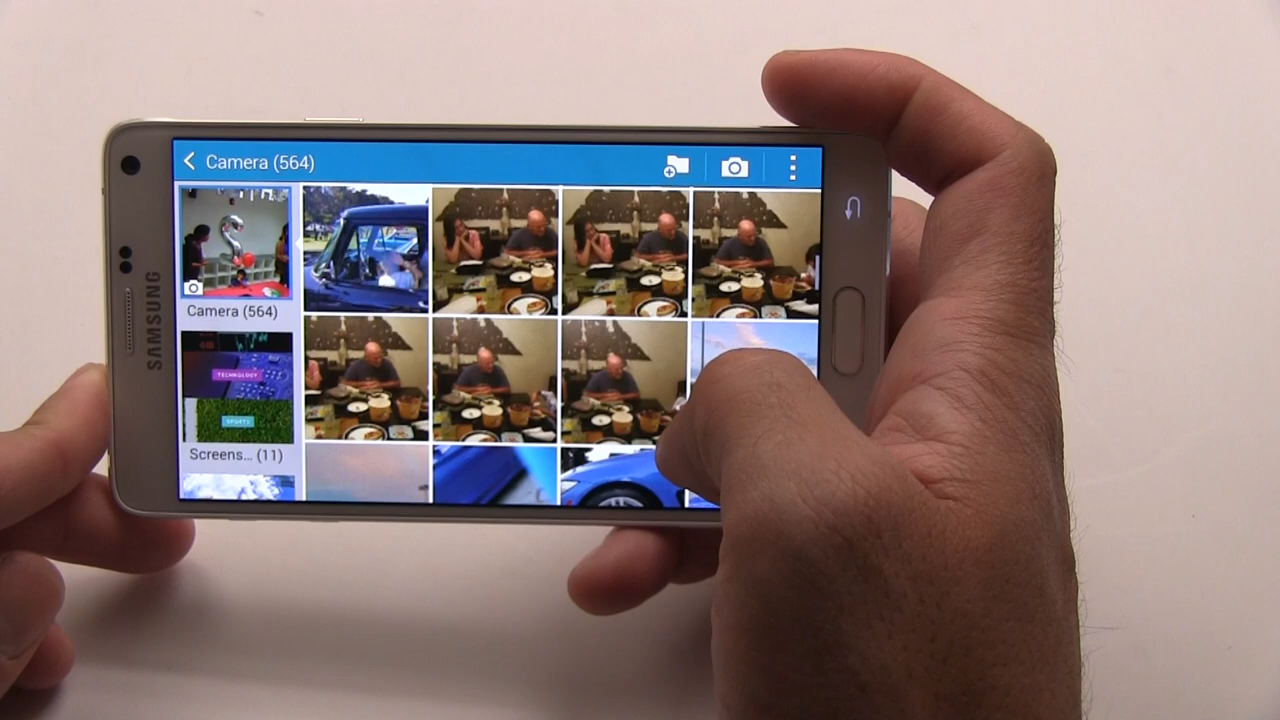 Camera (564)
SAMSUNG
Camera (564)
TECHNOLOGY
SPORTS
Screens... (11)